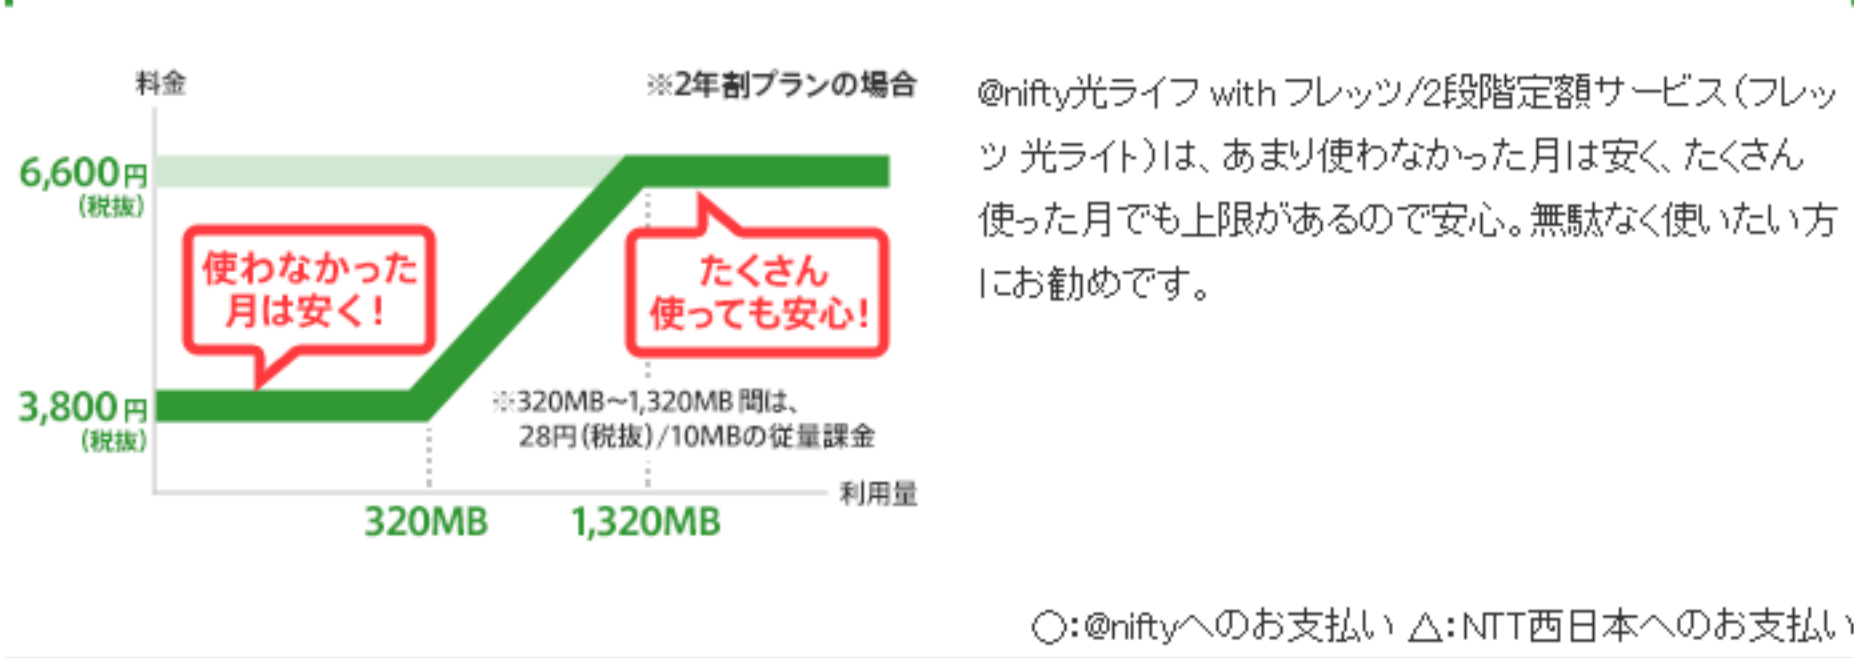 料金
※2年割プランの場合
6,600円
(税抜)
使わなかった
月は安く!
たくさん
使っても安心!
3,800円
(税抜)
※320MB~1,320MB間は、
28円(税抜)/10MBの従量課金
利用量
320MB
1,320MB
@nifty光ライフ with フレッツ/2段階定額サービス(フレッ
ツ 光ライト)は、あまり使わなかった月は安く、たくさん
使った月でも上限があるので安心。無駄なく使いたい方
にお勧めです。
○:@niftyへのお支払い △:NTT西日本へのお支払い